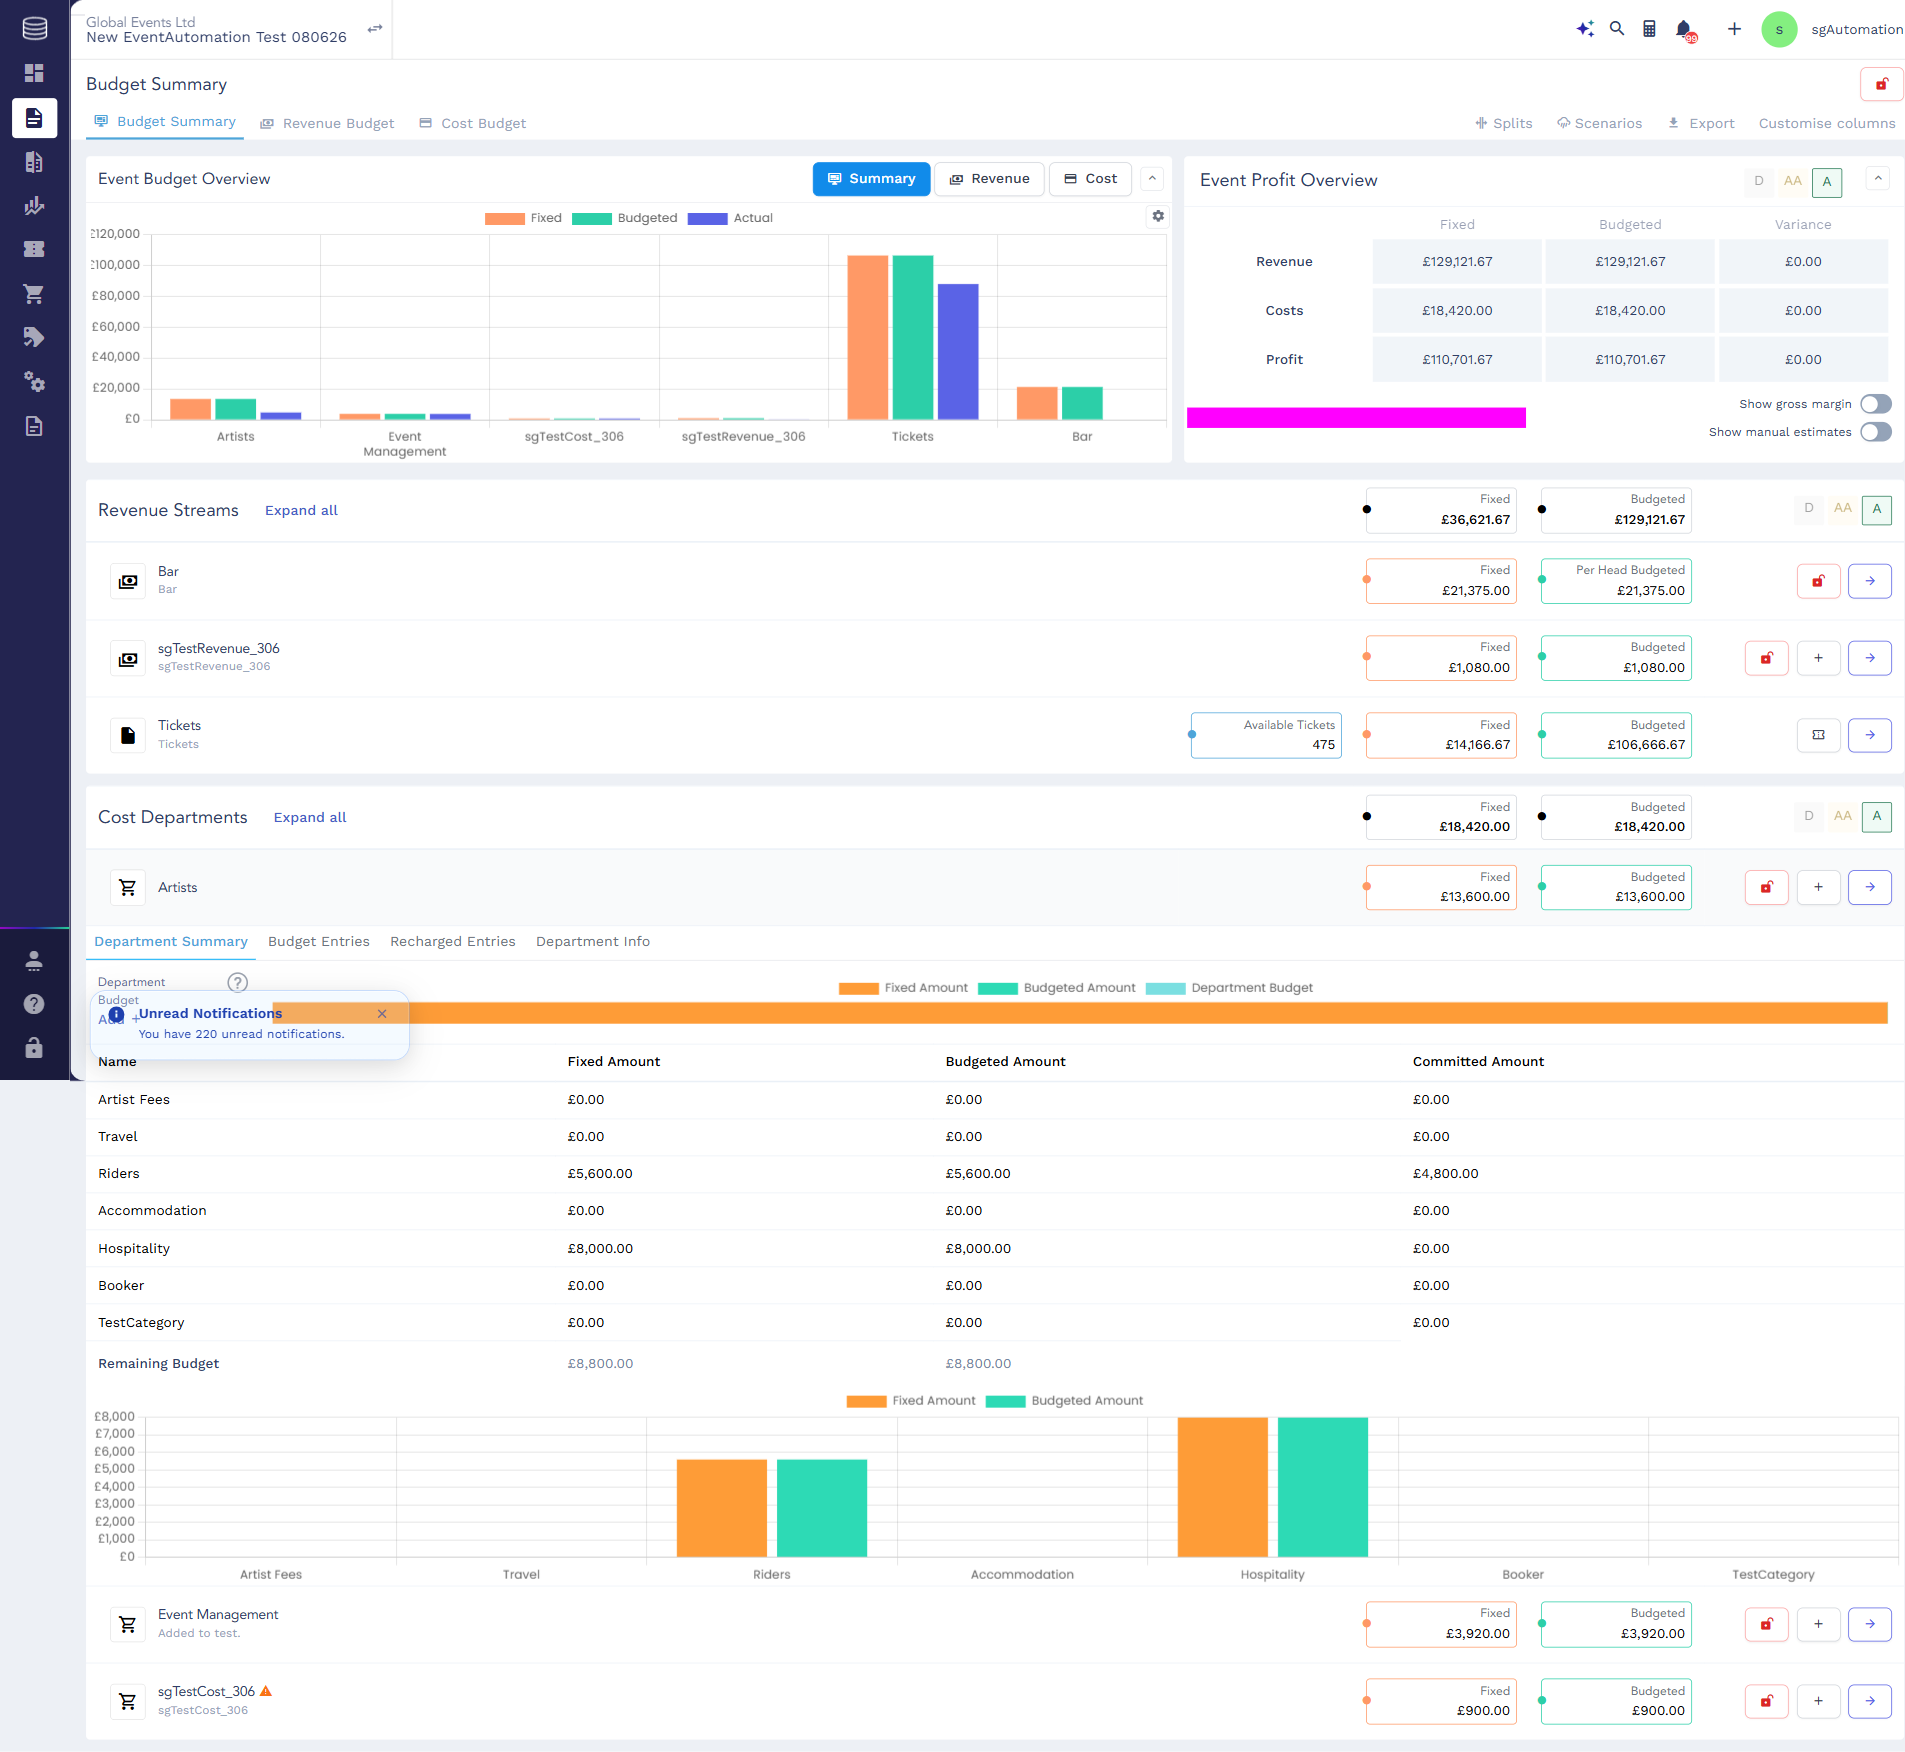 Global Events Ltd
New EventAutomation Test 080626
99
S
sgAutomation
Budget Summary
Budget Summary
Revenue Budget
Cost Budget
Splits
Scenarios
Export
Customise columns
Event Budget Overview
Summary
Revenue
Cost
Fixed
Budgeted
Actual
£120,000
£100,000
£80,000
£60,000
£40,000
£20,000
£0
Artists
Event
Management
sgTestCost_306
sgTestRevenue_306
Tickets
Bar
Event Profit Overview
D
AA
A
Fixed
Budgeted
Variance
Revenue
£129,121.67
£129,121.67
£0.00
Costs
£18,420.00
£18,420.00
£0.00
Profit
£110,701.67
£110,701.67
£0.00
Show gross margin
Show manual estimates
Revenue Streams
Expand all
Fixed
£36,621.67
Budgeted
£129,121.67
D
AA
A
Bar
Bar
Fixed
£21,375.00
Per Head Budgeted
£21,375.00
sgTestRevenue_306
sgTestRevenue_306
Fixed
£1,080.00
Budgeted
£1,080.00
Tickets
Tickets
Available Tickets
475
Fixed
£14,166.67
Budgeted
£106,666.67
Cost Departments
Expand all
Fixed
£18,420.00
Budgeted
£18,420.00
D
AA
A
Artists
Fixed
£13,600.00
Budgeted
£13,600.00
Department Summary
Budget Entries
Recharged Entries
Department Info
Department
Budget
Add +
?
Unread Notifications
You have 220 unread notifications.
Fixed Amount
Budgeted Amount
Department Budget
Name
Fixed Amount
Budgeted Amount
Committed Amount
Artist Fees
£0.00
£0.00
£0.00
Travel
£0.00
£0.00
£0.00
Riders
£5,600.00
£5,600.00
£4,800.00
Accommodation
£0.00
£0.00
£0.00
Hospitality
£8,000.00
£8,000.00
£0.00
Booker
£0.00
£0.00
£0.00
TestCategory
£0.00
£0.00
£0.00
Remaining Budget
£8,800.00
£8,800.00
Fixed Amount
Budgeted Amount
£8,000
£7,000
£6,000
£5,000
£4,000
£3,000
£2,000
£1,000
£0
Artist Fees
Travel
Riders
Accommodation
Hospitality
Booker
TestCategory
Event Management
Added to test.
Fixed
£3,920.00
Budgeted
£3,920.00
sgTestCost_306
sgTestCost_306
Fixed
£900.00
Budgeted
£900.00